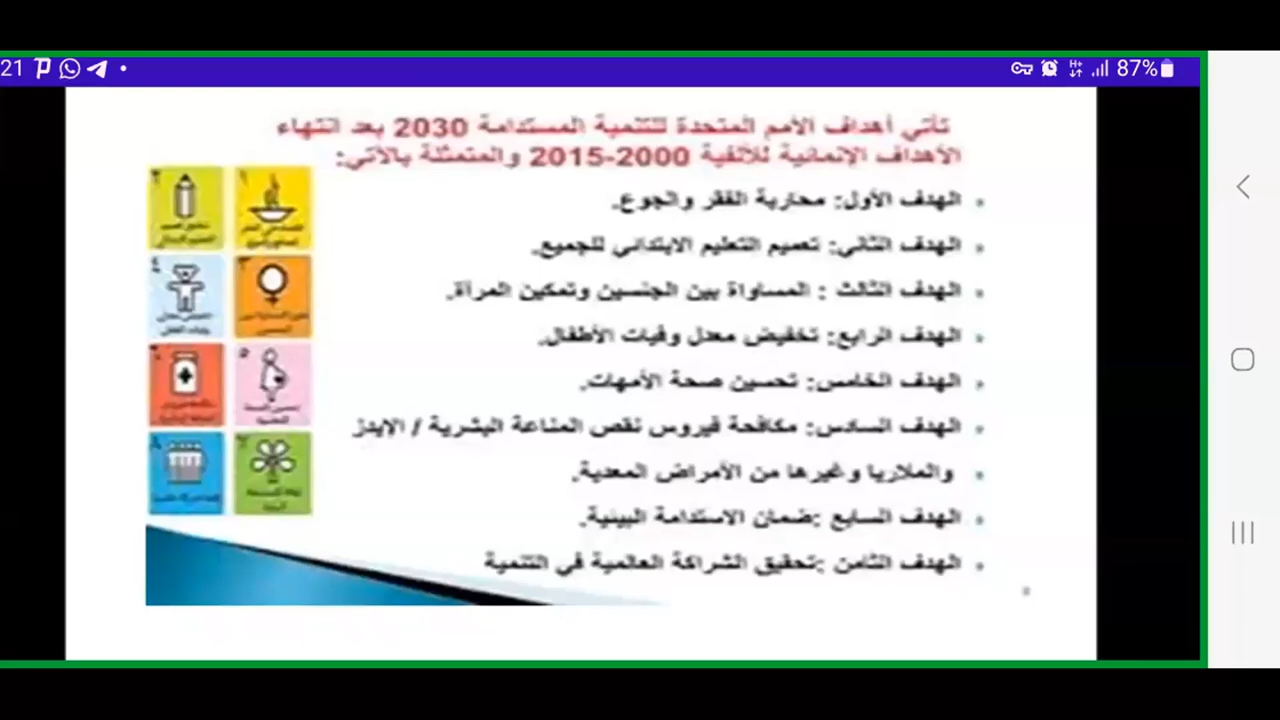 21
87%
تأتي أهداف الأمم المتحدة للتنمية المستدامة 2030 بعد انتهاء
الأهداف الإنمائية للألفية 2000-2015 والمتمثلة بالآتي:
الهدف الأول: محاربة الفقر والجوع.
الهدف الثاني: تعميم التعليم الابتدائي للجميع.
الهدف الثالث : المساواة بين الجنسين وتمكين المرأة.
الهدف الرابع: تخفيض معدل وفيات الأطفال.
الهدف الخامس: تحسين صحة الأمهات.
الهدف السادس: مكافحة فيروس نقص المناعة البشرية / الإيدز
والملاريا وغيرها من الأمراض المعدية.
الهدف السابع :ضمان الاستدامة البيئية.
الهدف الثامن :تحقيق الشراكة العالمية في التنمية